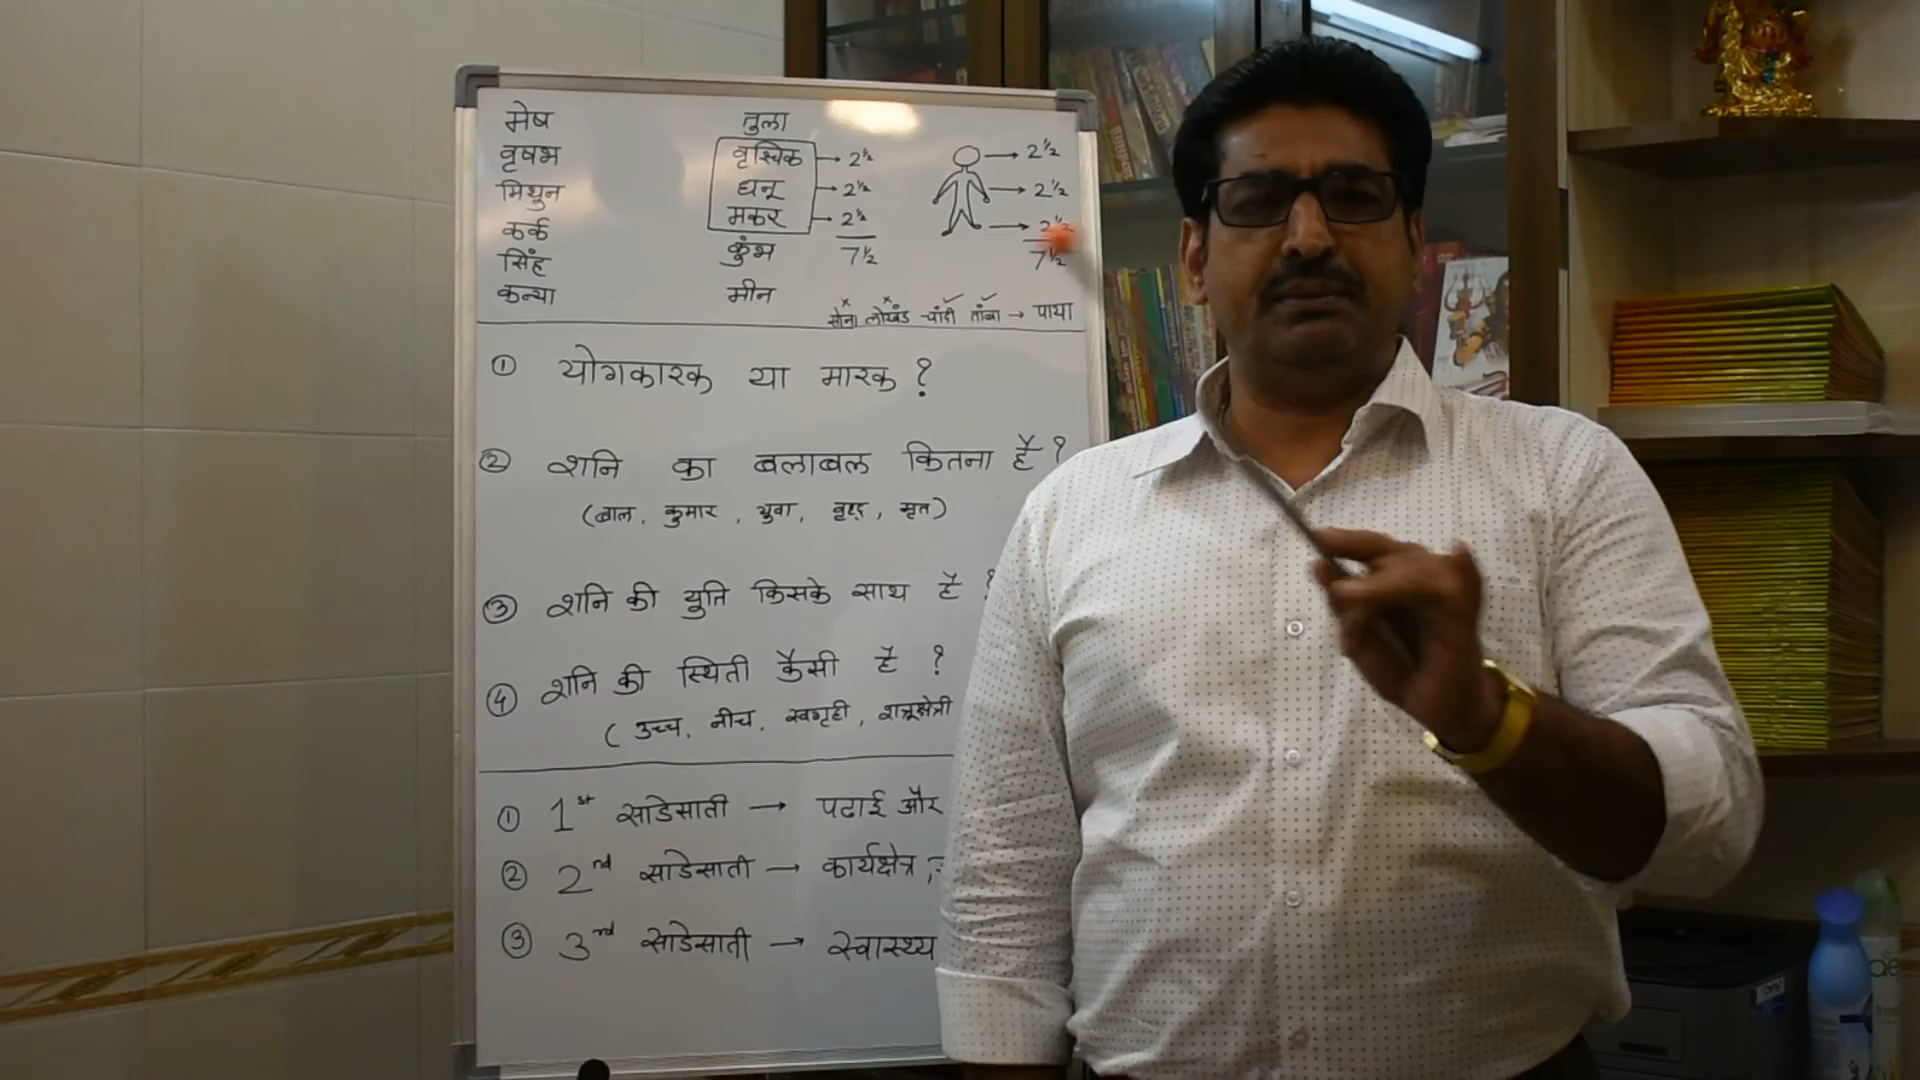 मेष
वृषभ
मिथुन
कर्क
सिंह
कन्या
तुला
वृश्चिक → 2½
धनू → 2½
मकर → 2½
कुंभ 7½
मीन
→ 2½
→ 2½
→ 2½
7½
सोना लोखंड चांदी तांबा → पाया
① योगकारक या मारक ?
② शनि का बलाबल कितना है ?
(बाल, कुमार, युवा, वृद्ध, मृत)
③ शनि की युति किसके साथ है ?
④ शनि की स्थिती कैसी है ?
( उच्च, नीच, स्वगृही, शत्रूक्षेत्री
① 1st साडेसाती → पढाई और
② 2nd साडेसाती → कार्यक्षेत्र,
③ 3rd साडेसाती → स्वास्थ्य